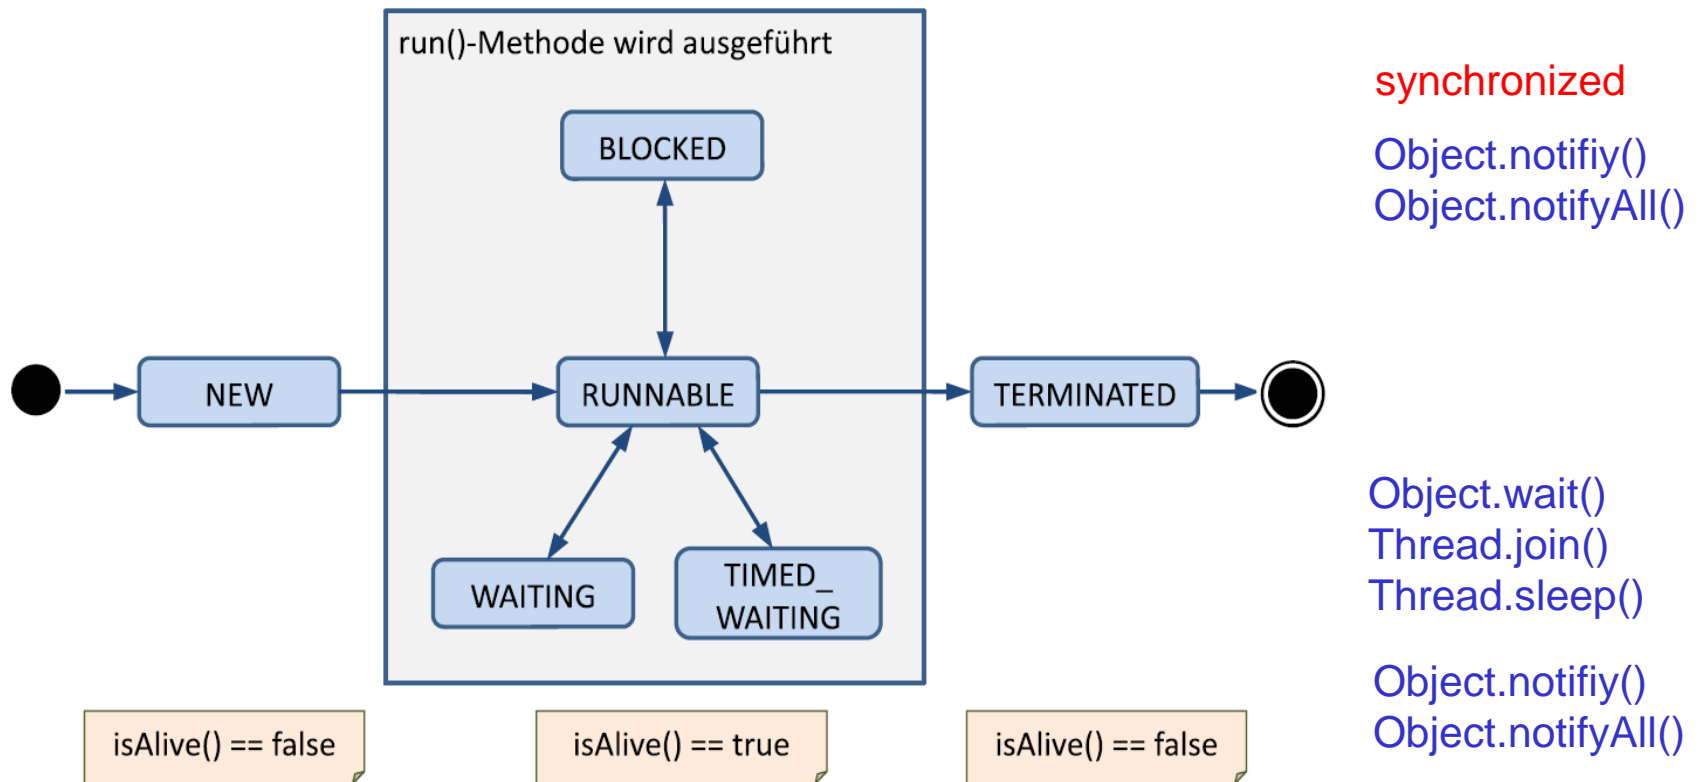 run()-Methode wird ausgeführt
synchronized
BLOCKED
Object.notifiy()
Object.notifyAll()
NEW
RUNNABLE
TERMINATED
Object.wait()
Thread.join()
Thread.sleep()
WAITING
TIMED_
WAITING
Object.notifiy()
Object.notifyAll()
isAlive() == false
isAlive() == true
isAlive() == false